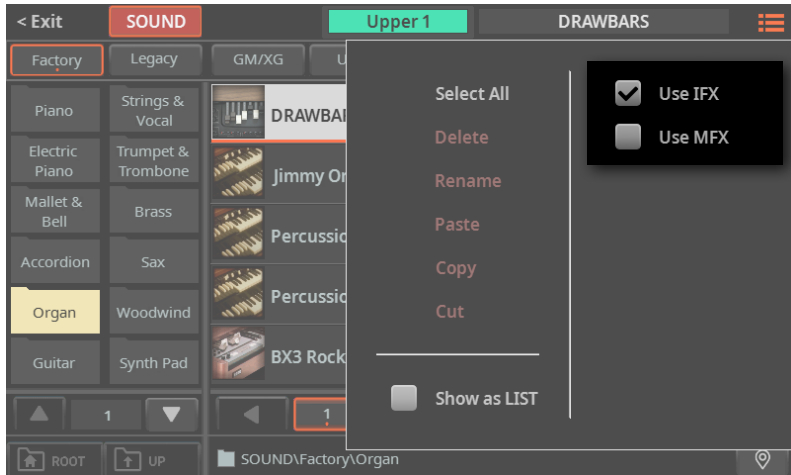 < Exit SOUND Upper 1 DRAWBARS
Factory Legacy GM/XG U
Piano
Strings &
Vocal
Electric
Piano
Trumpet &
Trombone
Mallet &
Bell
Brass
Accordion
Sax
Organ
Woodwind
Guitar
Synth Pad
1
ROOT UP
DRAWBA
Jimmy Or
Percussio
Percussio
BX3 Rock
1
SOUND\Factory\Organ
Select All
Delete
Rename
Paste
Copy
Cut
Show as LIST
Use IFX
Use MFX